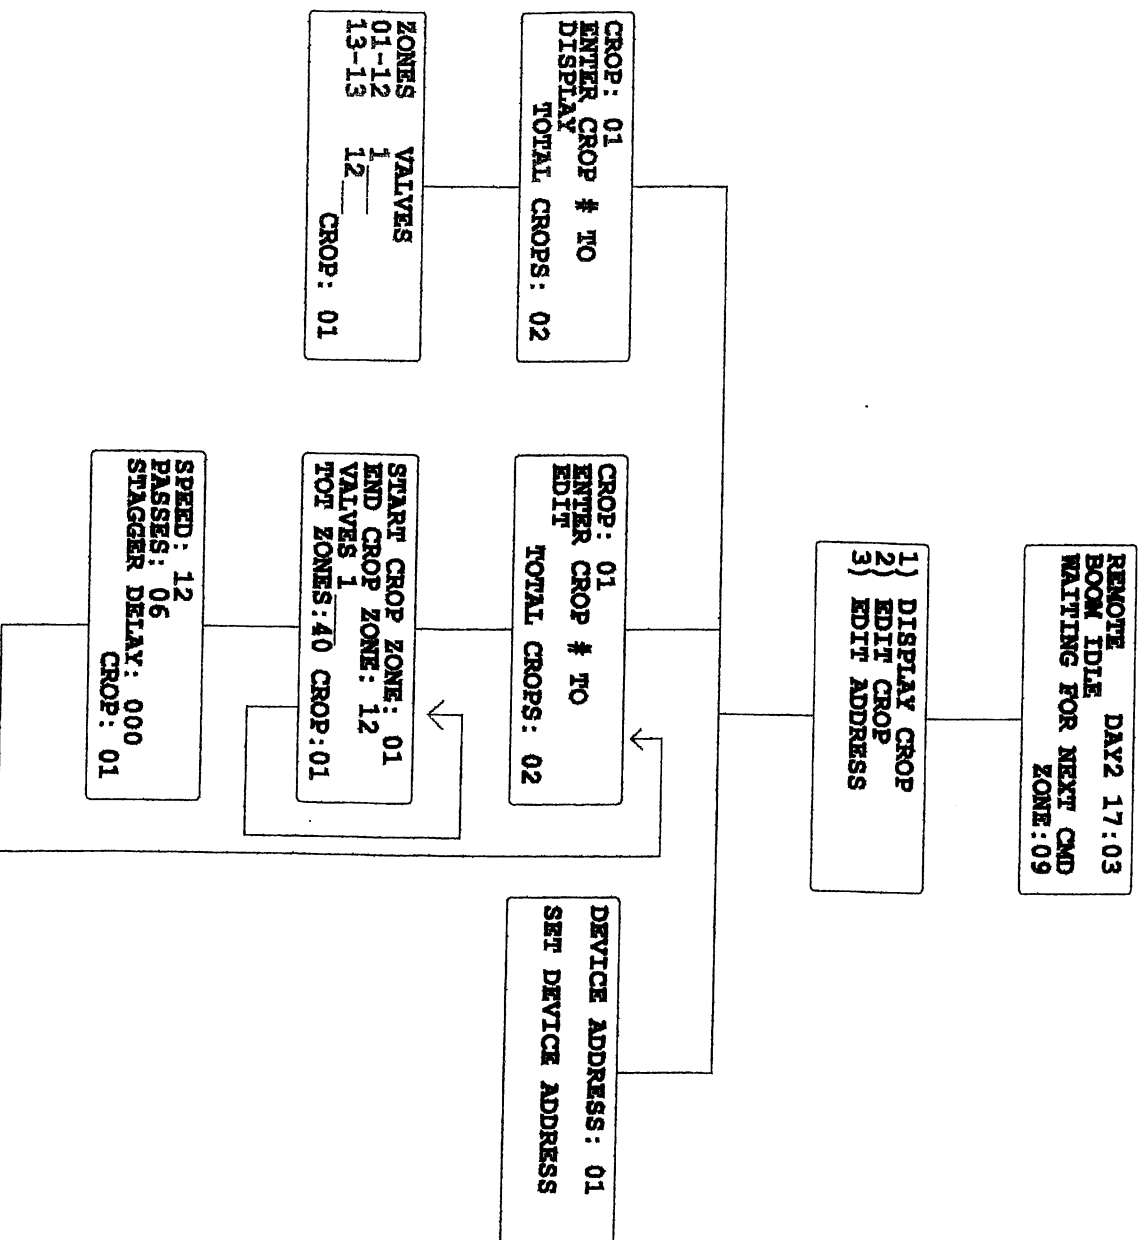 REMOTE DAY2 17:03
BOOM IDLE
WAITING FOR NEXT CMD
ZONE:09
1) DISPLAY CROP
2) EDIT CROP
3) EDIT ADDRESS
CROP: 01
ENTER CROP # TO
DISPLAY
TOTAL CROPS: 02
CROP: 01
ENTER CROP # TO
EDIT
TOTAL CROPS: 02
DEVICE ADDRESS: 01
SET DEVICE ADDRESS
ZONES VALVES
01-12 1__
13-13 12__
CROP: 01
START CROP ZONE: 01
END CROP ZONE: 12
VALVES 1__
TOT ZONES:40 CROP:01
SPEED: 12
PASSES: 06
STAGGER DELAY: 000
CROP: 01